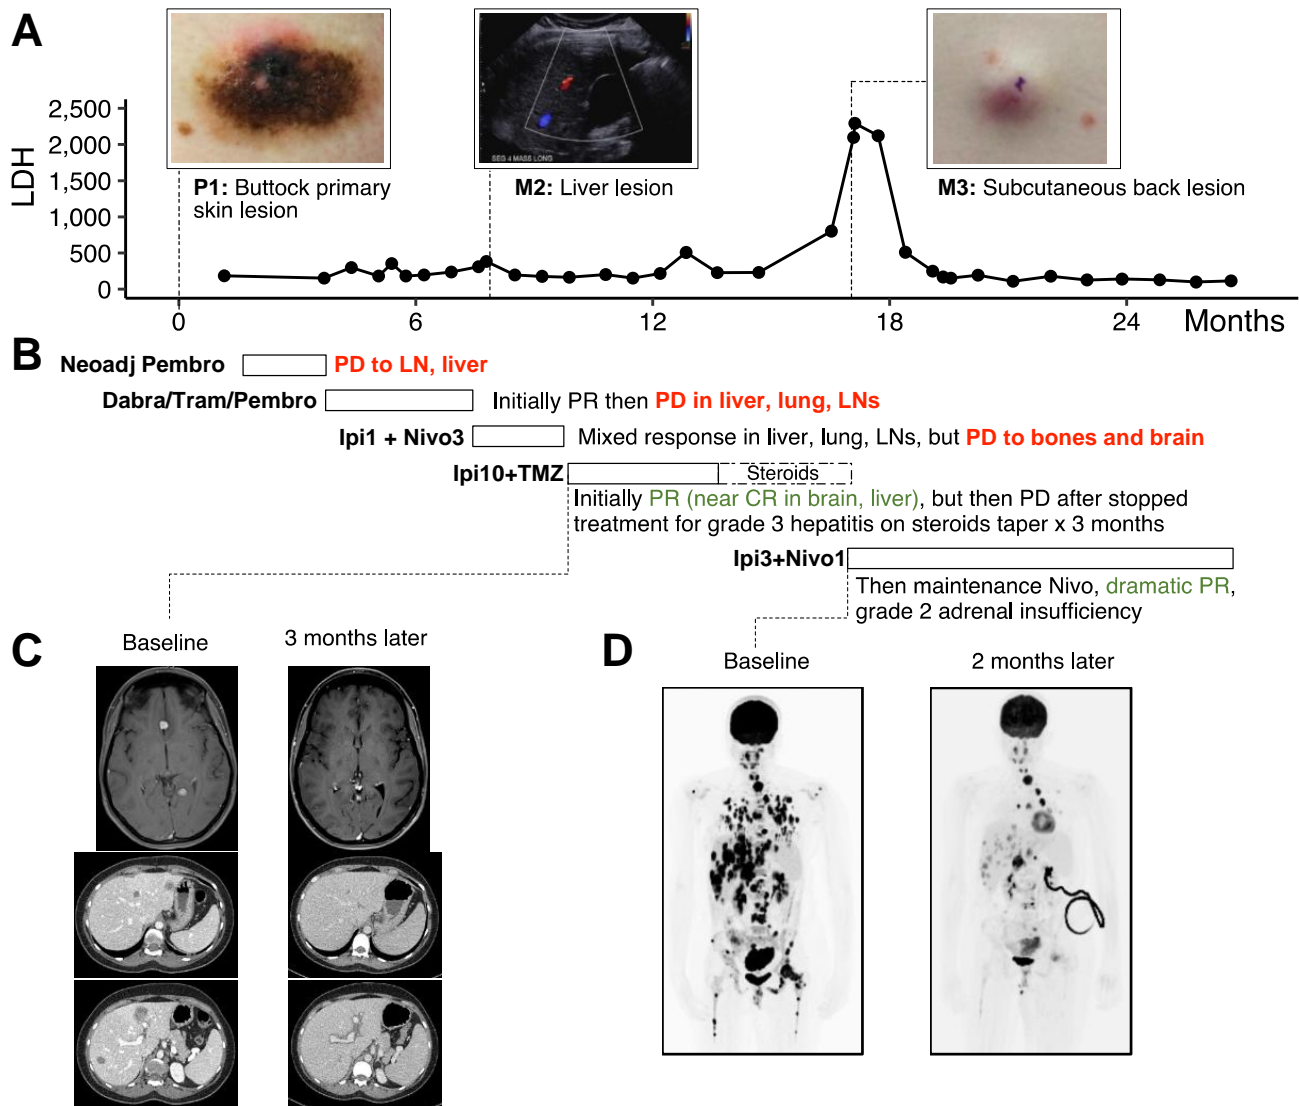 A
SEG 4 MASS LONG
LDH
2,500
2,000
1,500
1,000
500
0
P1: Buttock primary
skin lesion
M2: Liver lesion
M3: Subcutaneous back lesion
0
6
12
18
24
Months
B
Neoadj Pembro
PD to LN, liver
Dabra/Tram/Pembro
Initially PR then PD in liver, lung, LNs
Ipi1 + Nivo3
Mixed response in liver, lung, LNs, but PD to bones and brain
Ipi10+TMZ
Steroids
Initially PR (near CR in brain, liver), but then PD after stopped
treatment for grade 3 hepatitis on steroids taper x 3 months
Ipi3+Nivo1
Then maintenance Nivo, dramatic PR,
grade 2 adrenal insufficiency
C
Baseline
3 months later
D
Baseline
2 months later